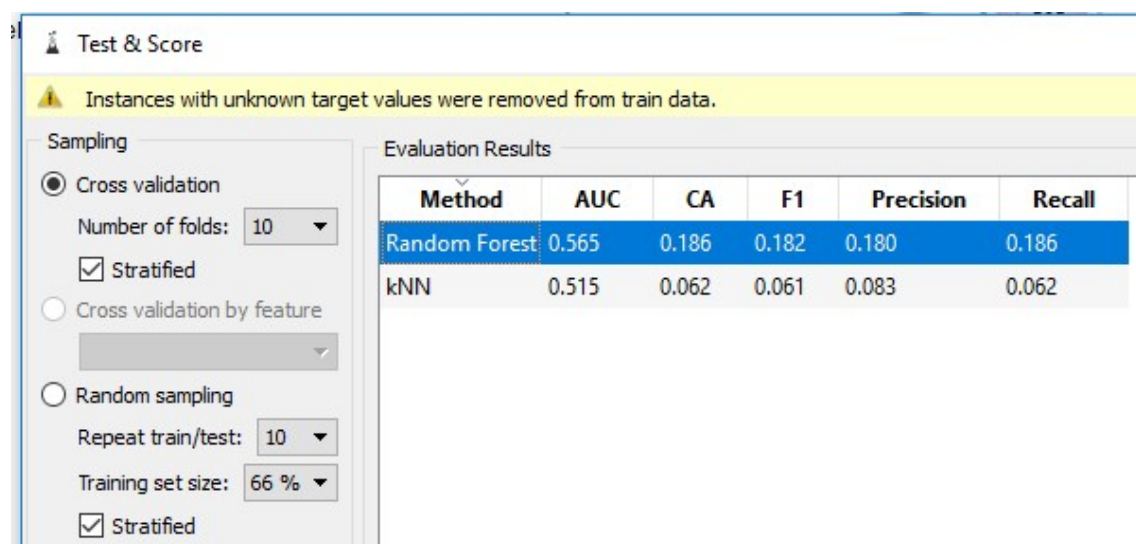 Test & Score
Instances with unknown target values were removed from train data.
Sampling
Cross validation
Number of folds: 10
Stratified
Cross validation by feature
Random sampling
Repeat train/test: 10
Training set size: 66 %
Stratified
Evaluation Results
Method AUC CA F1 Precision Recall
Random Forest 0.565 0.186 0.182 0.180 0.186
kNN 0.515 0.062 0.061 0.083 0.062